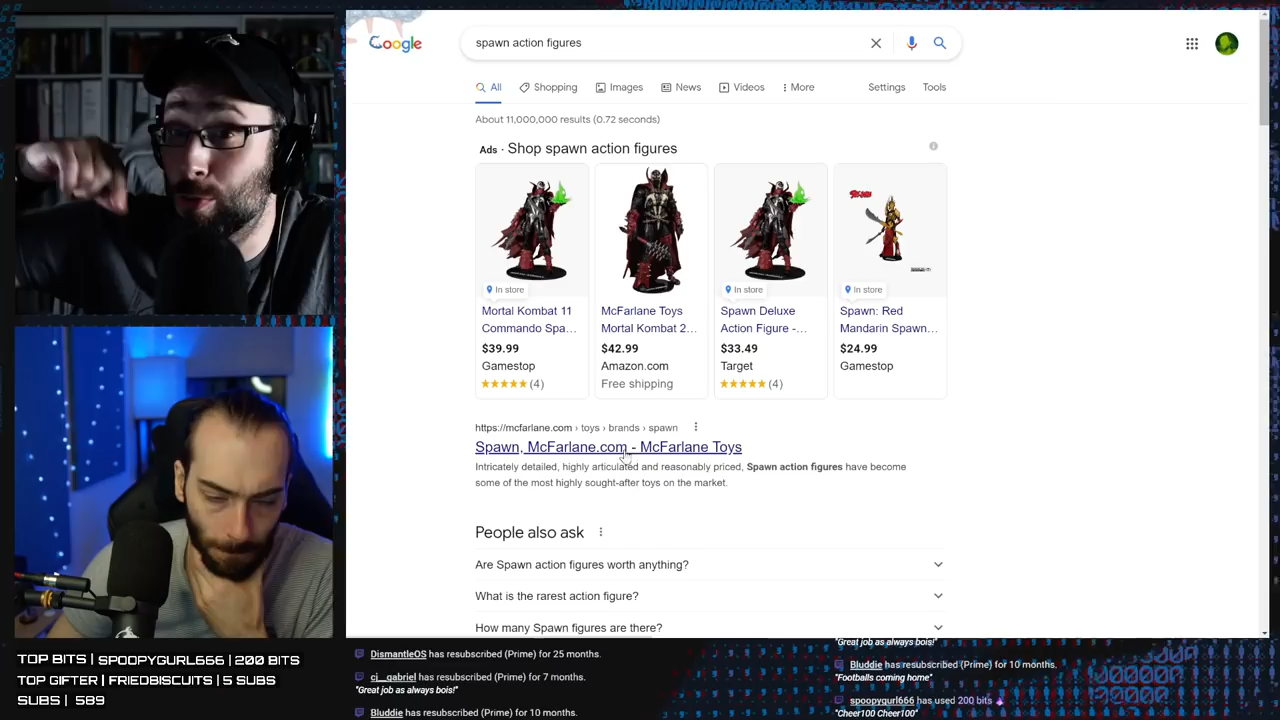 Google
spawn action figures
All
Shopping
Images
News
Videos
More
Settings
Tools
About 11,000,000 results (0.72 seconds)
Ads · Shop spawn action figures
In store
Mortal Kombat 11
Commando Spa...
$39.99
Gamestop
(4)
McFarlane Toys
Mortal Kombat 2...
$42.99
Amazon.com
Free shipping
In store
Spawn Deluxe
Action Figure -...
$33.49
Target
(4)
In store
Spawn: Red
Mandarin Spawn...
$24.99
Gamestop
https://mcfarlane.com › toys › brands › spawn
Spawn, McFarlane.com - McFarlane Toys
Intricately detailed, highly articulated and reasonably priced, Spawn action figures have become
some of the most highly sought-after toys on the market.
People also ask
Are Spawn action figures worth anything?
What is the rarest action figure?
How many Spawn figures are there?
TOP BITS | SPOOPYGURL666 | 200 BITS
TOP GIFTER | FRIEDBISCUITS | 5 SUBS
SUBS | 589
DismantleOS has resubscribed (Prime) for 25 months.
cj__gabriel has resubscribed (Prime) for 7 months.
"Great job as always bois!"
Bluddie has resubscribed (Prime) for 10 months.
"Great job as always bois!"
Bluddie has resubscribed (Prime) for 10 months.
"Footballs coming home"
spoopygurl666 has used 200 bits
"Cheer100 Cheer100"